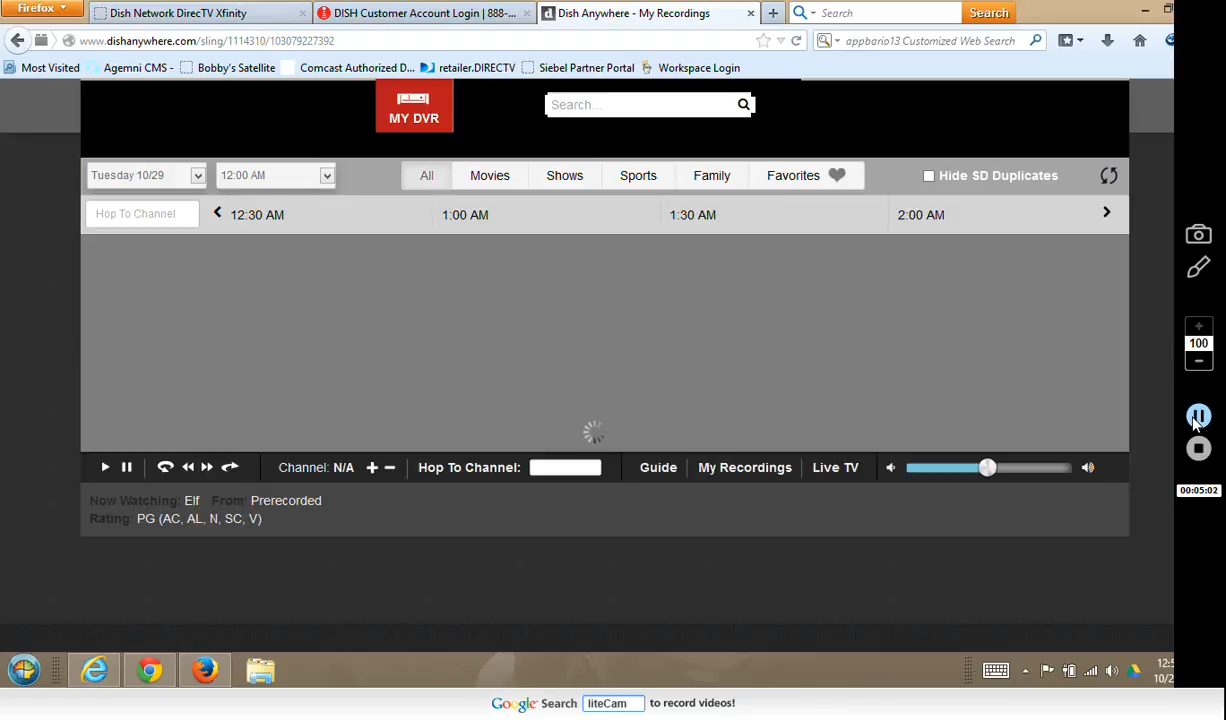 Firefox
Dish Network DirecTV Xfinity
DISH Customer Account Login | 888-...
Dish Anywhere - My Recordings
Search
Search
www.dishanywhere.com/sling/1114310/103079227392
appbario13 Customized Web Search
Most Visited
Agemni CMS -
Bobby's Satellite
Comcast Authorized D...
retailer.DIRECTV
Siebel Partner Portal
Workspace Login
MY DVR
Search...
Tuesday 10/29
12:00 AM
All
Movies
Shows
Sports
Family
Favorites
Hide SD Duplicates
Hop To Channel
12:30 AM
1:00 AM
1:30 AM
2:00 AM
100
Channel: N/A
Hop To Channel:
Guide
My Recordings
Live TV
00:05:02
Now Watching: Elf From: Prerecorded
Rating: PG (AC, AL, N, SC, V)
Google Search liteCam to record videos!